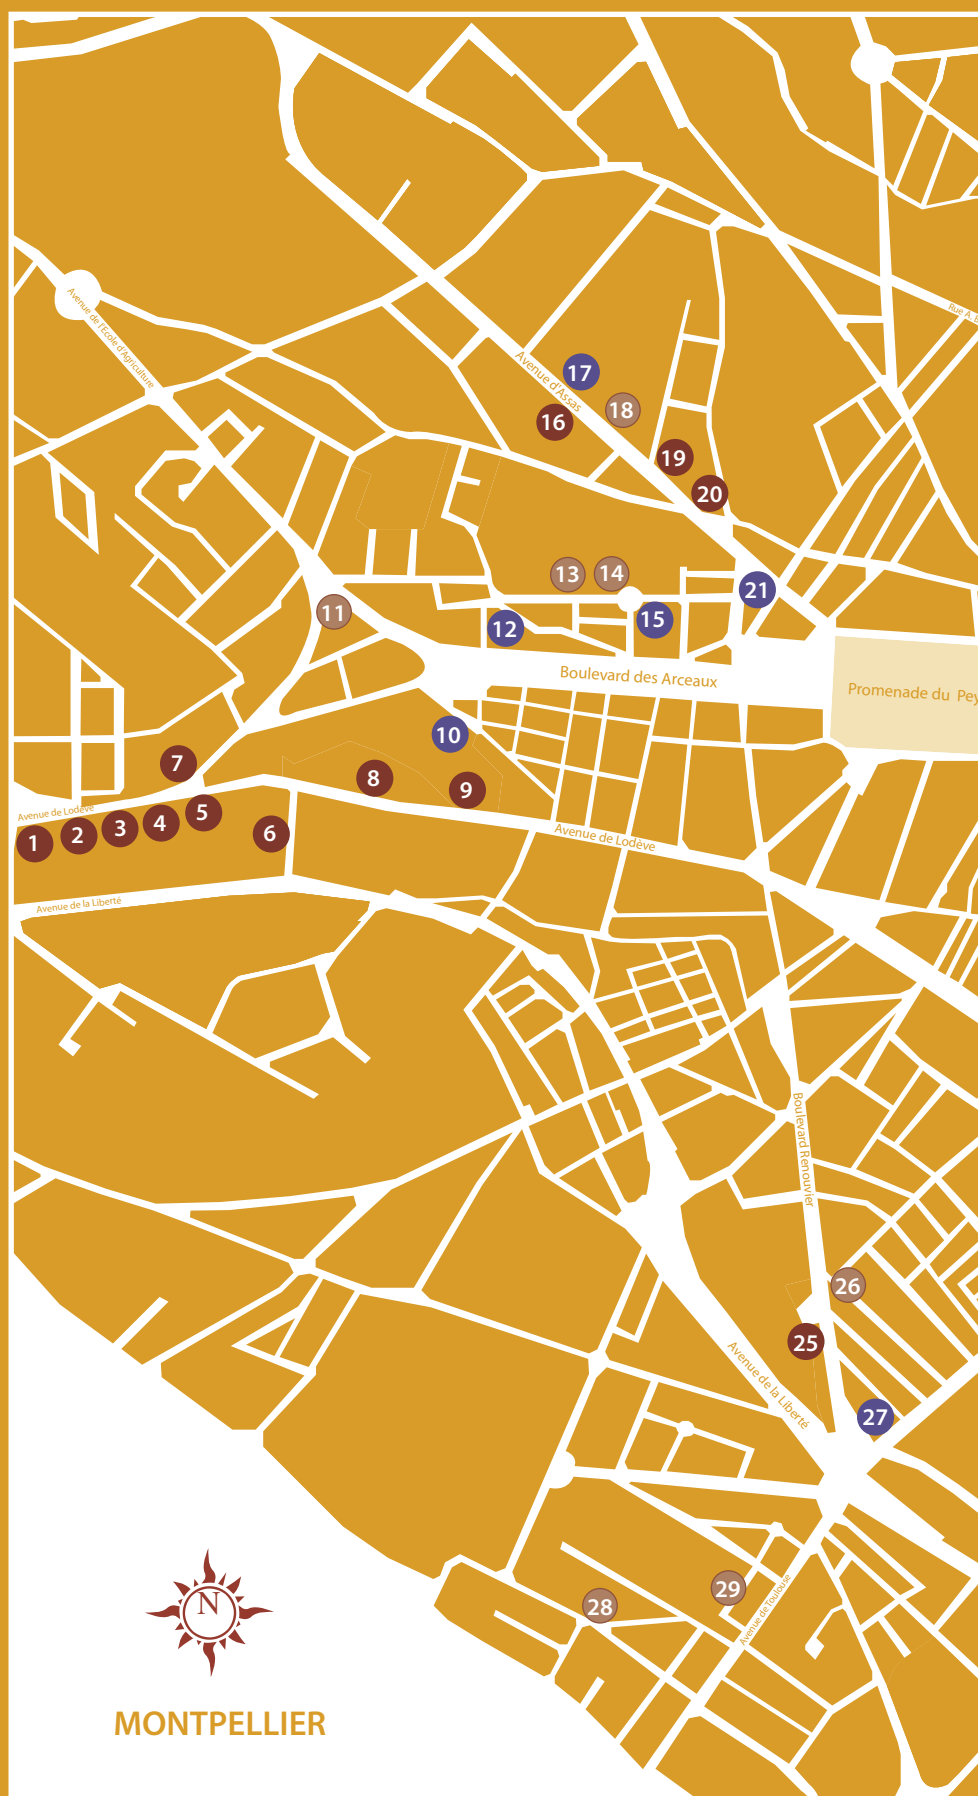 Avenue de l'Ecole d'Agriculture
Rue A. B
Avenue d'Assas
17
18
16
19
20
13
14
21
11
12
15
Boulevard des Arceaux
Promenade du Pey
10
7
8
9
Avenue de Lodève
1
2
3
4
5
6
Avenue de Lodève
Avenue de la Liberté
Boulevard Renouvier
26
25
Avenue de la Liberté
27
29
28
Avenue de Toulouse
N
MONTPELLIER